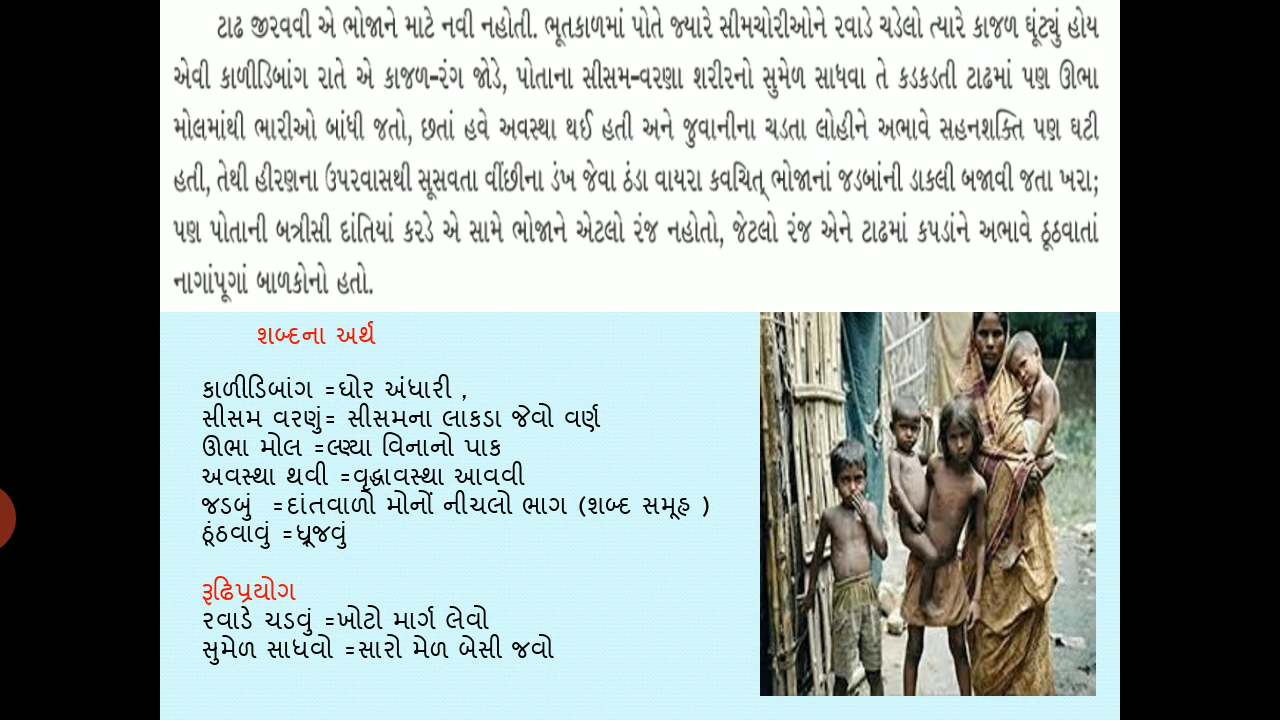 ટાઢ જીરવવી એ ભોજાને માટે નવી નહોતી. ભૂતકાળમાં પોતે જ્યારે સીમચોરીઓને રવાડે ચડેલો ત્યારે કાજળ ઘૂંટ્યું હોય
એવી કાળીડિબાંગ રાતે એ કાજળ-રંગ જોડે, પોતાના સીસમ-વરણા શરીરનો સુમેળ સાધવા તે કડકડતી ટાઢમાં પણ ઊભા
મોલમાંથી ભારીઓ બાંધી જતો, છતાં હવે અવસ્થા થઈ હતી અને જુવાનીના ચડતા લોહીને અભાવે સહનશક્તિ પણ ઘટી
હતી, તેથી હીરણના ઉપરવાસથી સૂસવતા વીંછીના ડંખ જેવા ઠંડા વાયરા કવચિત્ ભોજાનાં જડબાંની ડાકલી બજાવી જતા ખરા;
પણ પોતાની બત્રીસી દાંતિયાં કરડે એ સામે ભોજાને એટલો રંજ નહોતો, જેટલો રંજ એને ટાઢમાં કપડાંને અભાવે ઠૂઠવાતાં
નાગાંપૂગાં બાળકોનો હતો.
શબ્દના અર્થ
કાળીડિબાંગ =ઘોર અંધારી ,
સીસમ વરણું= સીસમના લાકડા જેવો વર્ણ
ઊભા મોલ =લ્ણ્યા વિનાનો પાક
અવસ્થા થવી =વૃદ્ધાવસ્થા આવવી
જડબું =દાંતવાળો મોનોં નીચલો ભાગ (શબ્દ સમૂહ )
ઠૂંઠવાવું =ધ્રૂજવું
રૂઢિપ્રયોગ
રવાડે ચડવું =ખોટો માર્ગ લેવો
સુમેળ સાધવો =સારો મેળ બેસી જવો